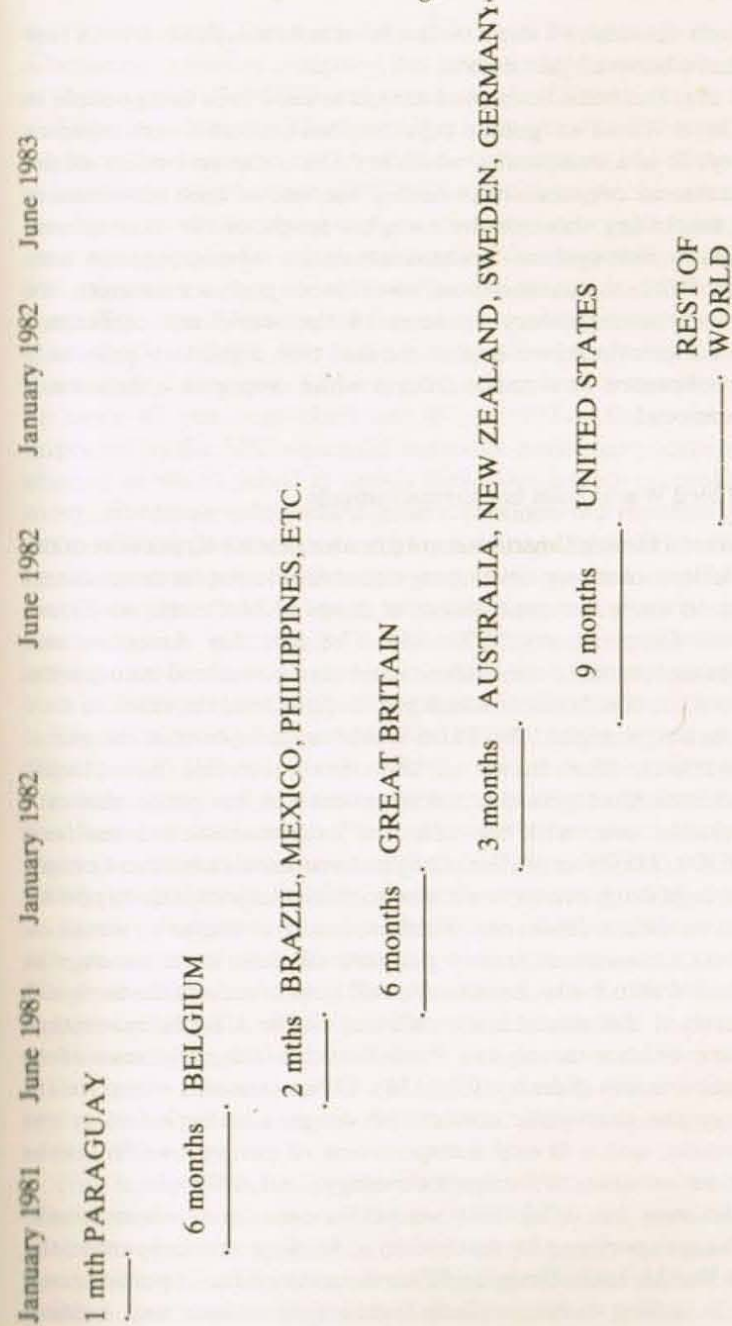 January 1981 June 1981 January 1982 June 1982 January 1982 June 1983
1 mth PARAGUAY
6 months BELGIUM
2 mths BRAZIL, MEXICO, PHILIPPINES, ETC.
6 months GREAT BRITAIN
3 months AISTRALIA, NEW ZEALAND, SWEDEN, GERMANY
9 months UNITED STATES
REST OF
WORLD